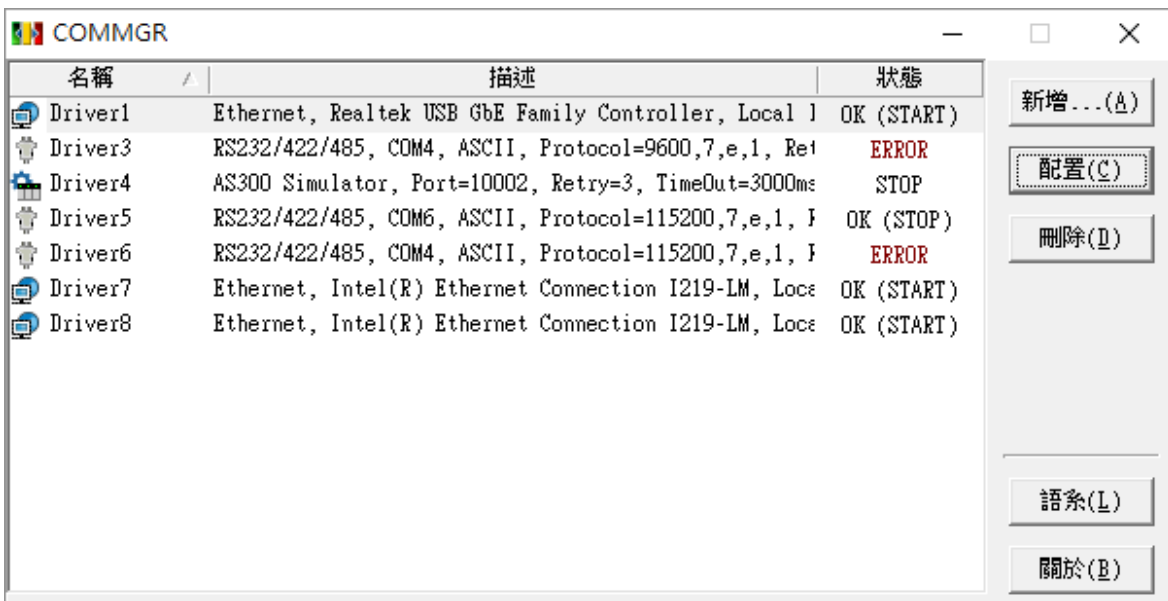 COMMGR
名稱 描述 狀態
新增...(A)
Driver1 Ethernet, Realtek USB GbE Family Controller, Local OK (START)
Driver3 RS232/422/485, COM4, ASCII, Protocol=9600,7,e,1, Ret ERROR
配置(C)
Driver4 AS300 Simulator, Port=10002, Retry=3, TimeOut=3000ms STOP
Driver5 RS232/422/485, COM6, ASCII, Protocol=115200,7,e,1, OK (STOP)
刪除(D)
Driver6 RS232/422/485, COM4, ASCII, Protocol=115200,7,e,1, ERROR
Driver7 Ethernet, Intel(R) Ethernet Connection I219-LM, Loca OK (START)
Driver8 Ethernet, Intel(R) Ethernet Connection I219-LM, Loca OK (START)
語系(L)
關於(B)